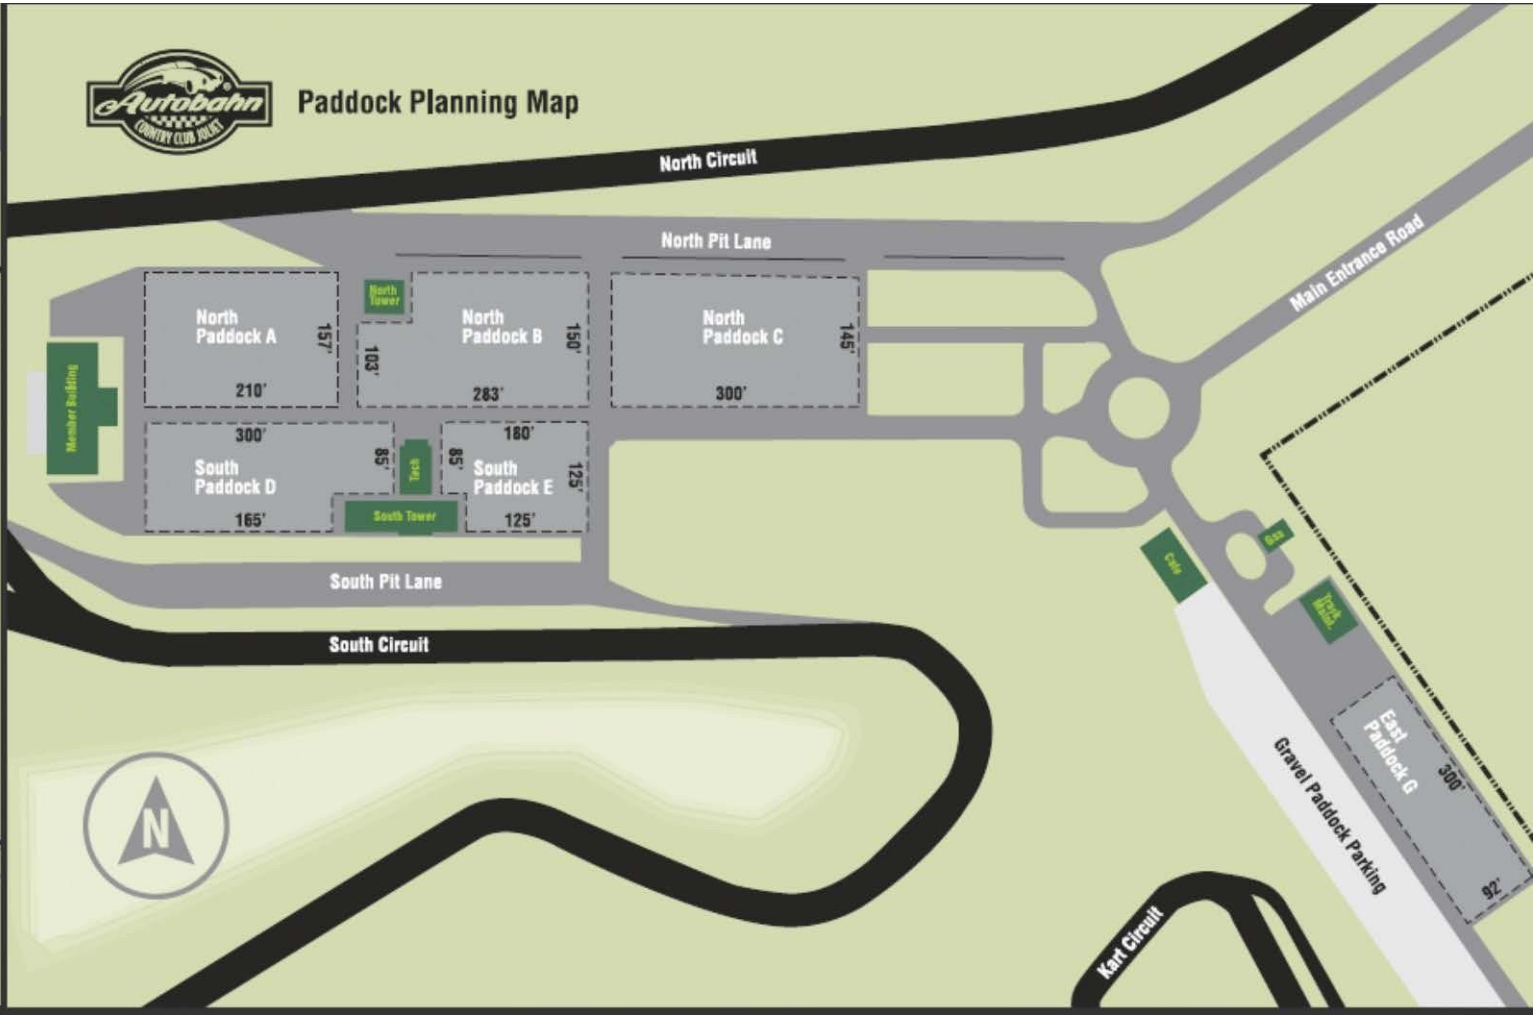 Autobahn
COUNTRY CLUB JOLIET
®
Paddock Planning Map
North Circuit
North Pit Lane
Main Entrance Road
North
Paddock A
157'
210'
North
Tower
103'
North
Paddock B
150'
283'
North
Paddock C
145'
300'
Member Building
300'
85'
South
Paddock D
165'
Tech
South Tower
180'
85'
South
Paddock E
125'
125'
South Pit Lane
South Circuit
Cafe
Gas
Track
Maint.
East
Paddock G
300'
92'
Gravel Paddock Parking
Kart Circuit
N